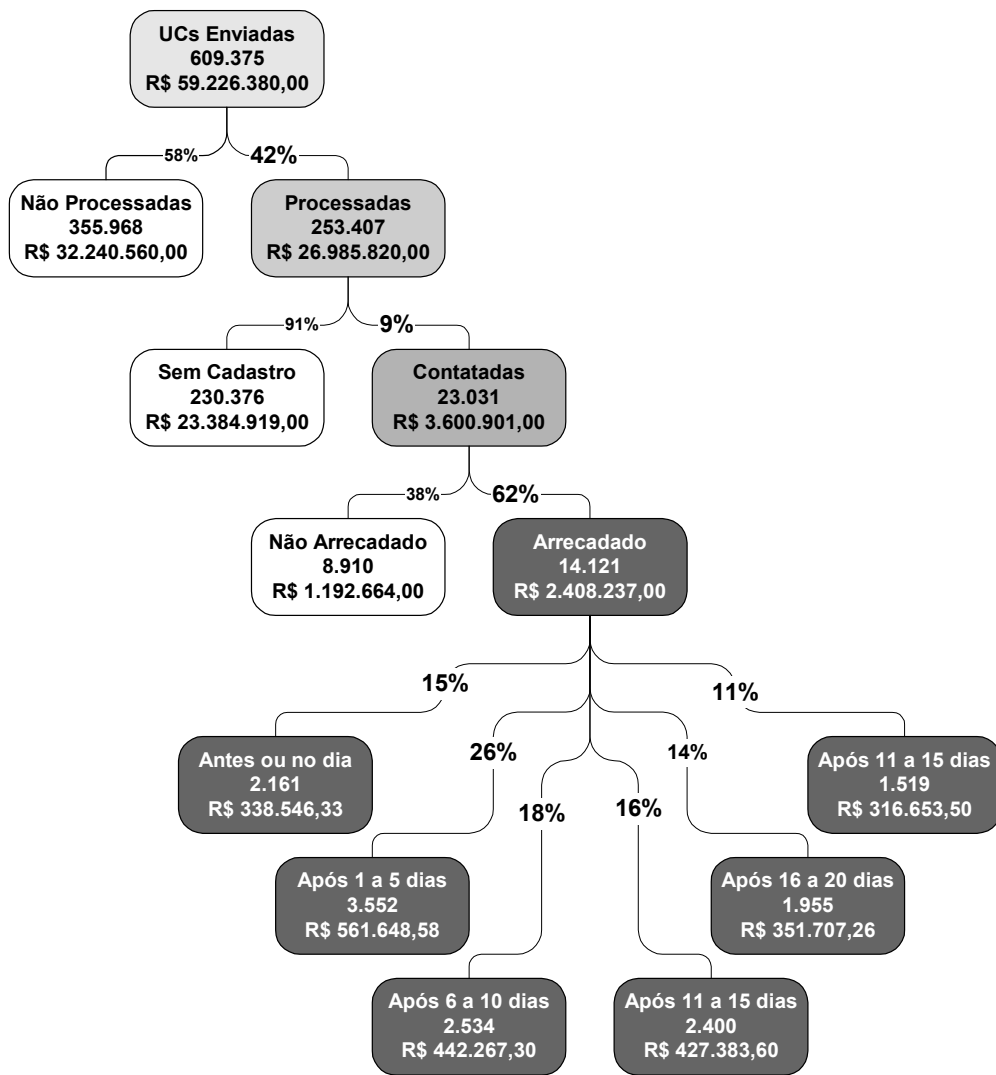 UCs Enviadas
609.375
R$ 59.226.380,00
58%
42%
Não Processadas
355.968
R$ 32.240.560,00
Processadas
253.407
R$ 26.985.820,00
91%
9%
Sem Cadastro
230.376
R$ 23.384.919,00
Contatadas
23.031
R$ 3.600.901,00
38%
62%
Não Arrecadado
8.910
R$ 1.192.664,00
Arrecadado
14.121
R$ 2.408.237,00
15%
11%
26%
14%
18%
16%
Antes ou no dia
2.161
R$ 338.546,33
Após 11 a 15 dias
1.519
R$ 316.653,50
Após 1 a 5 dias
3.552
R$ 561.648,58
Após 16 a 20 dias
1.955
R$ 351.707,26
Após 6 a 10 dias
2.534
R$ 442.267,30
Após 11 a 15 dias
2.400
R$ 427.383,60